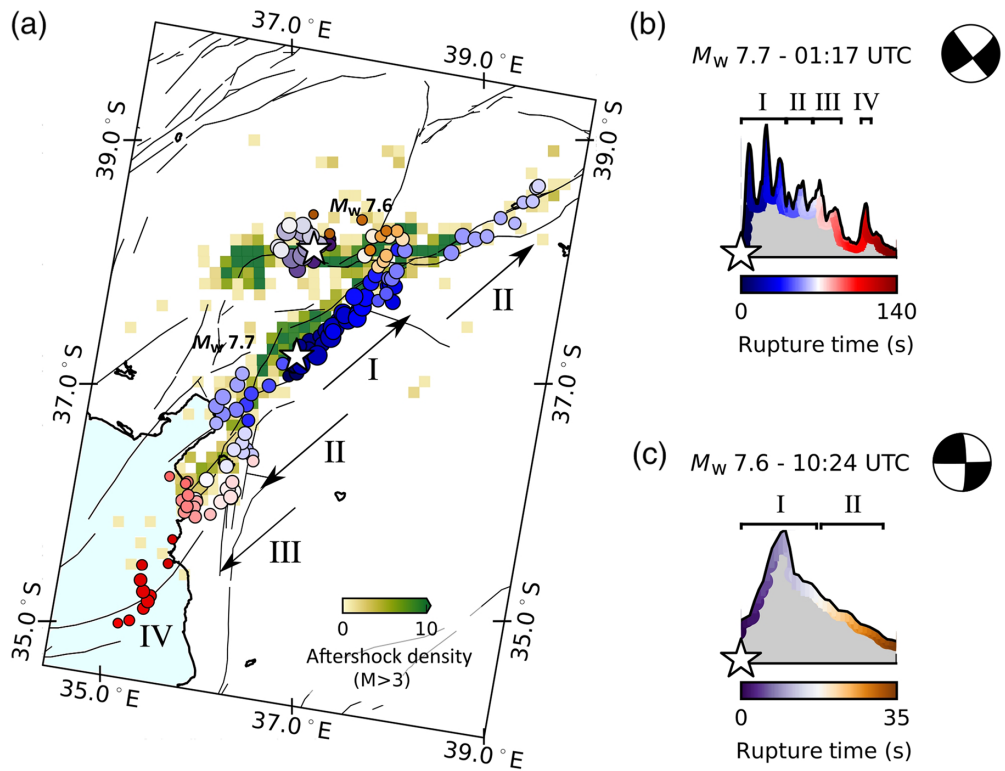 (a)
37.0 °E
39.0 °E
39.0 °S
39.0 °S
Mw 7.6
II
Mw 7.7
I
37.0 °S
37.0 °S
II
III
IV
35.0 °S
35.0 °S
0 10
Aftershock density
(M>3)
35.0 °E
37.0 °E
39.0 °E
(b)
Mw 7.7 - 01:17 UTC
I II III IV
0 140
Rupture time (s)
(c)
Mw 7.6 - 10:24 UTC
I II
0 35
Rupture time (s)